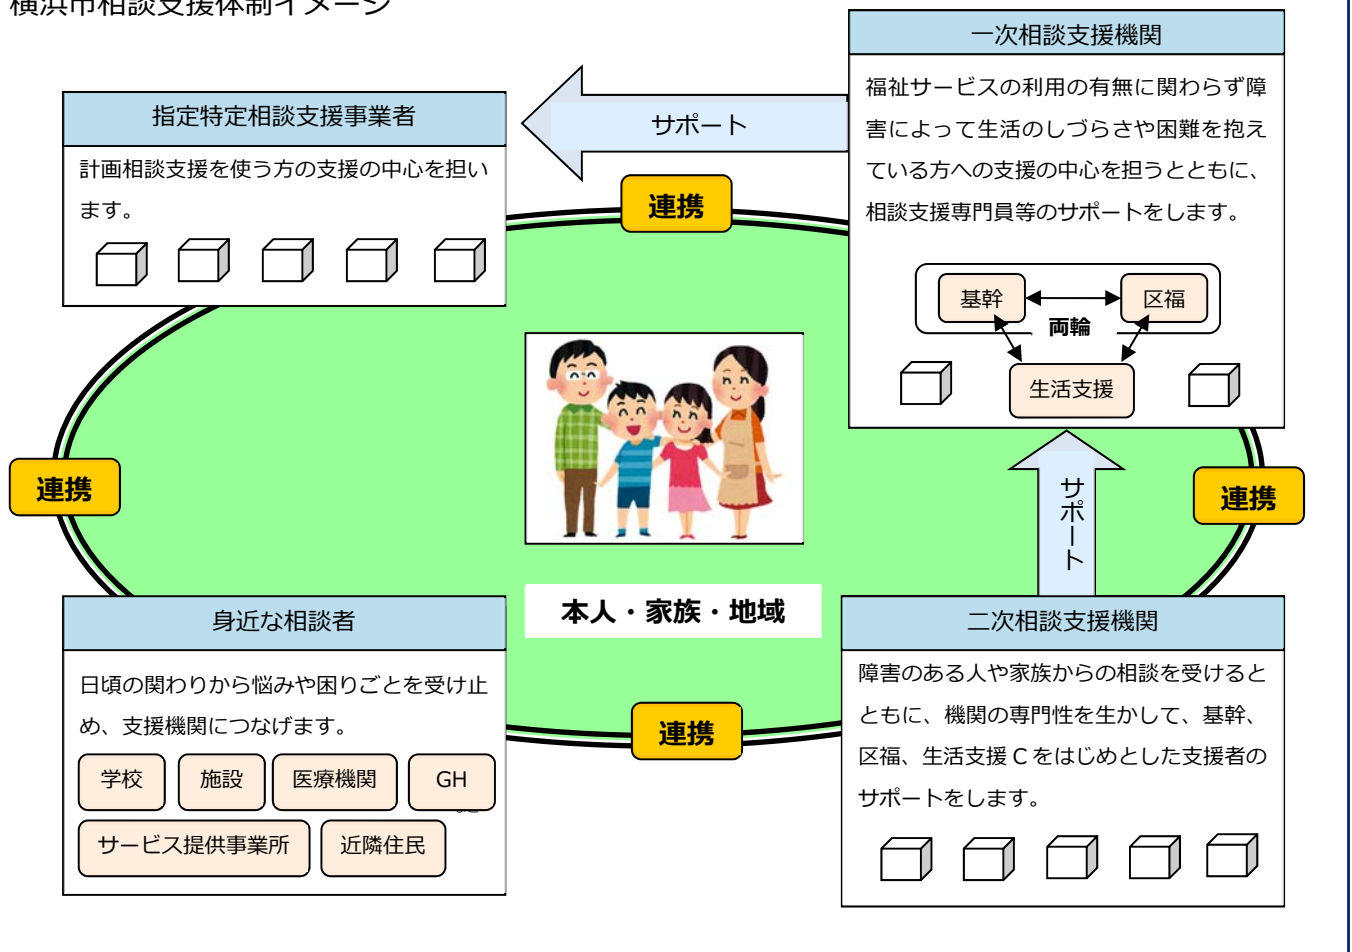 横浜市相談支援体制イメージ
一次相談支援機関
福祉サービスの利用の有無に関わらず障
害によって生活のしづらさや困難を抱え
ている方への支援の中心を担うとともに、
相談支援専門員等のサポートをします。
基幹
区福
両輪
生活支援
サポート
指定特定相談支援事業者
計画相談支援を使う方の支援の中心を担い
ます。
連携
連携
連携
サポート
本人・家族・地域
身近な相談者
日頃の関わりから悩みや困りごとを受け止
め、支援機関につなげます。
学校
施設
医療機関
GH
サービス提供事業所
近隣住民
連携
二次相談支援機関
障害のある人や家族からの相談を受けると
ともに、機関の専門性を生かして、基幹、
区福、生活支援 C をはじめとした支援者の
サポートをします。